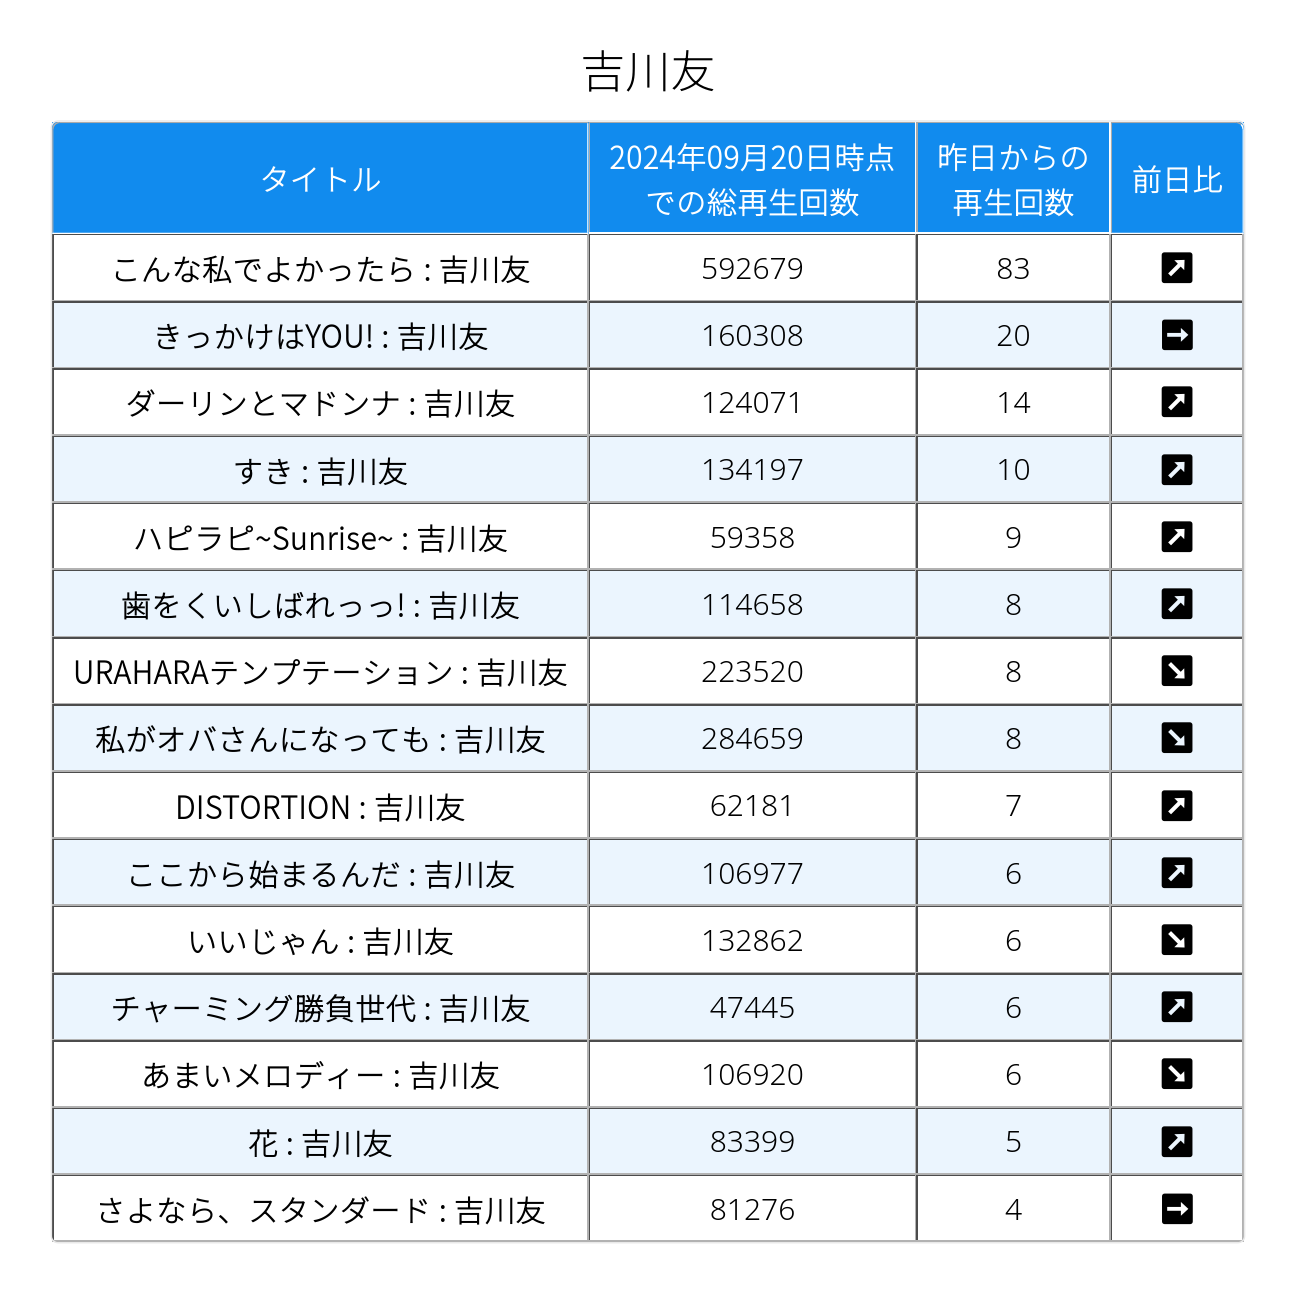 吉川友
タイトル 2024年09月20日時点での総再生回数 昨日からの再生回数 前日比
こんな私でよかったら : 吉川友 592679 83 ↗
きっかけはYOU! : 吉川友 160308 20 →
ダーリンとマドンナ : 吉川友 124071 14 ↗
すき : 吉川友 134197 10 ↗
ハピラピ~Sunrise~ : 吉川友 59358 9 ↗
歯をくいしばれっっ! : 吉川友 114658 8 ↗
URAHARAテンプテーション : 吉川友 223520 8 ↘
私がオバさんになっても : 吉川友 284659 8 ↘
DISTORTION : 吉川友 62181 7 ↗
ここから始まるんだ : 吉川友 106977 6 ↗
いいじゃん : 吉川友 132862 6 ↘
チャーミング勝負世代 : 吉川友 47445 6 ↗
あまいメロディー : 吉川友 106920 6 ↘
花 : 吉川友 83399 5 ↗
さよなら、スタンダード : 吉川友 81276 4 →